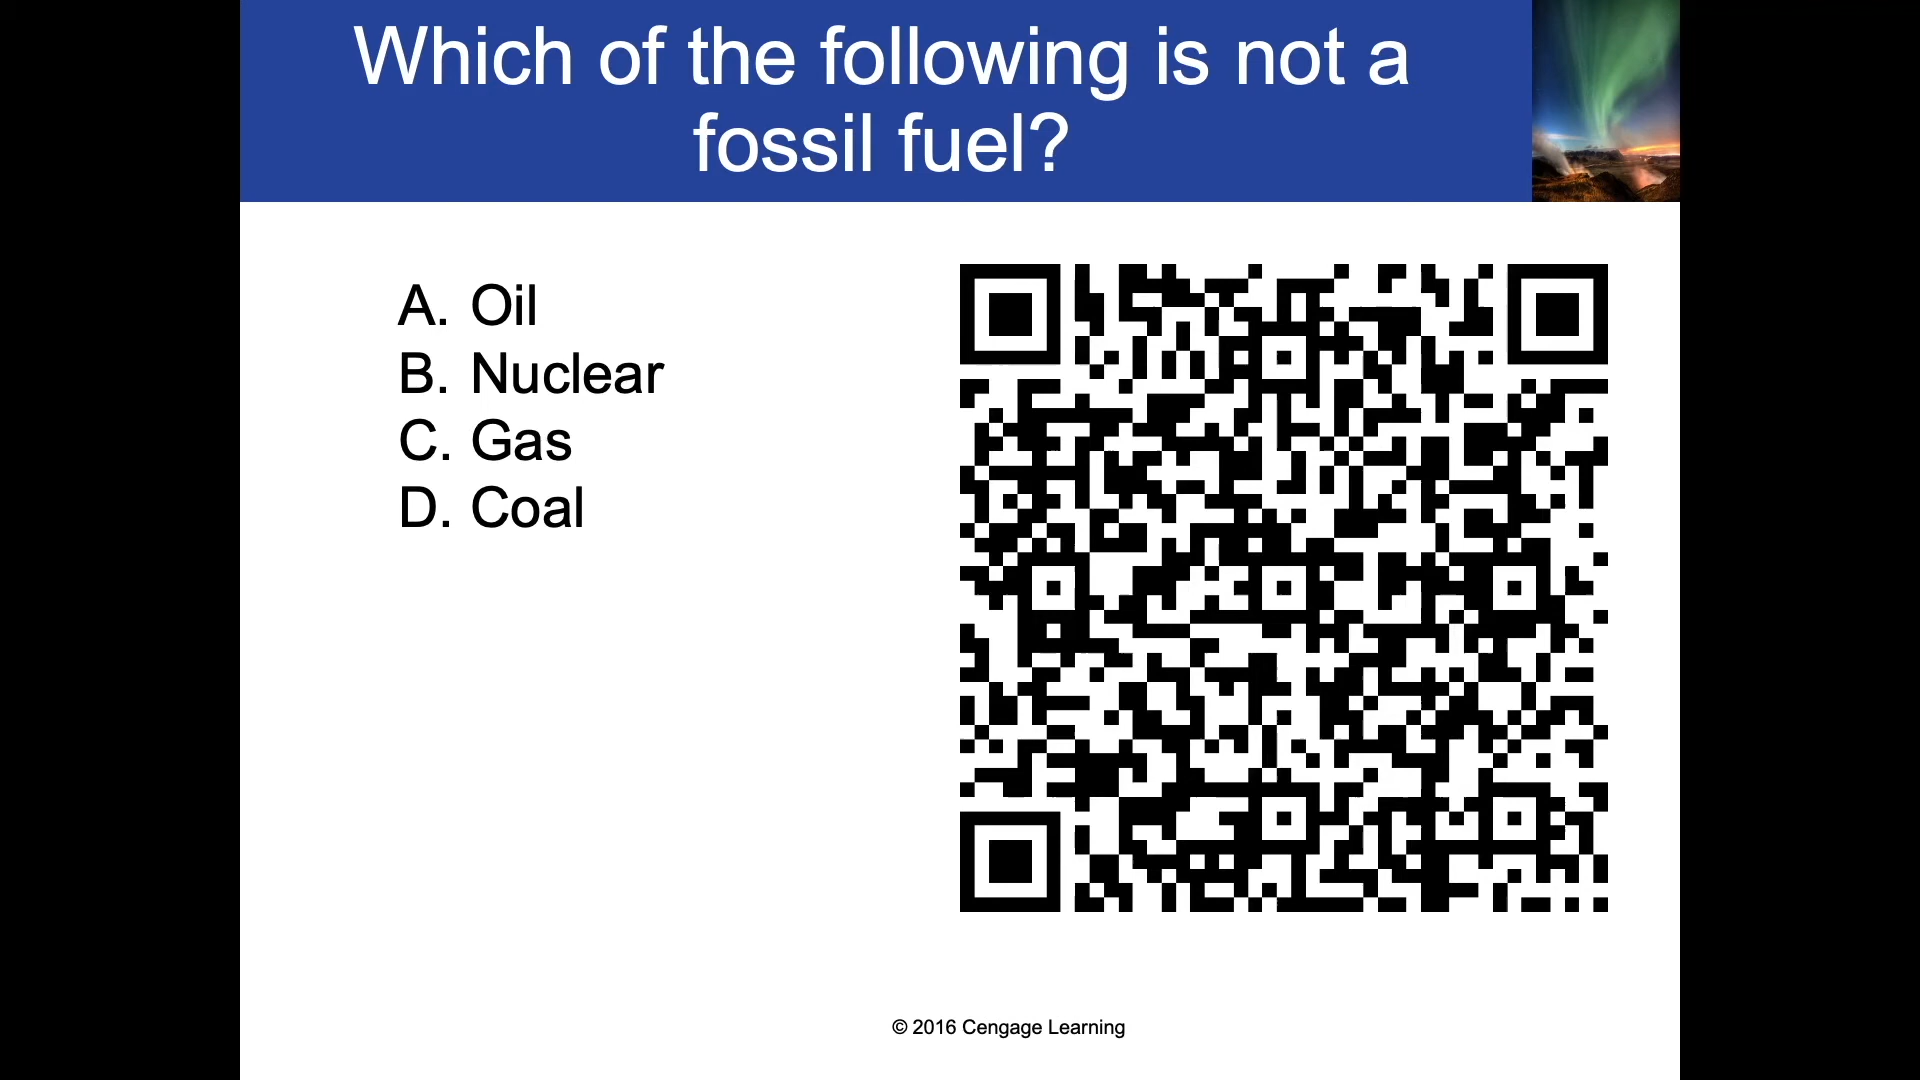 Which of the following is not a
fossil fuel?
A. Oil
B. Nuclear
C. Gas
D. Coal
© 2016 Cengage Learning